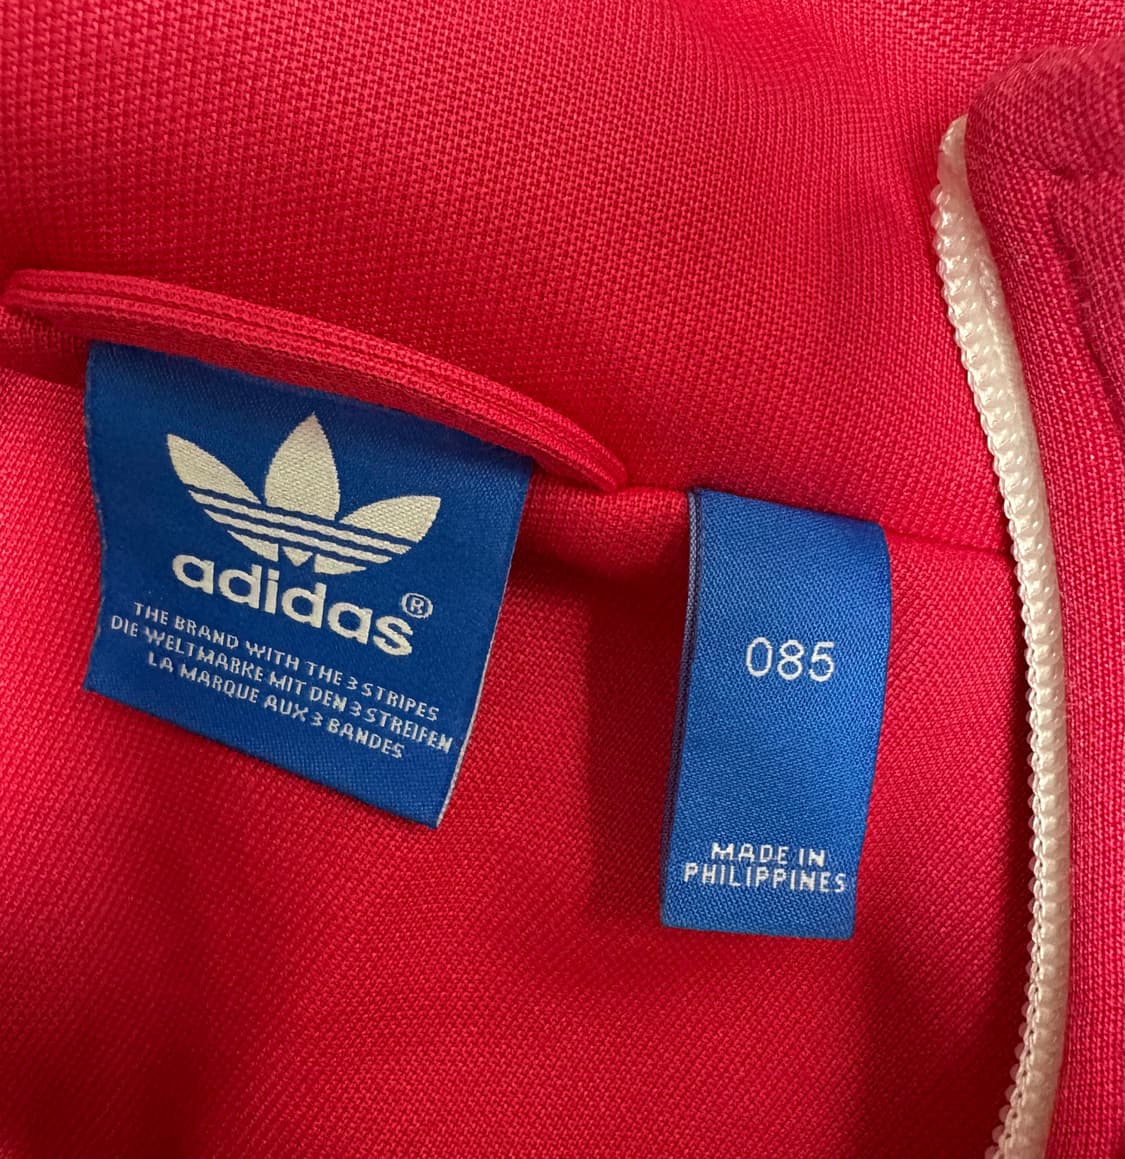 adidas®
THE BRAND WITH THE 3 STRIPES
DIE WELTMARKE MIT DEN 3 STREIFEN
LA MARQUE AUX 3 BANDES
085
MADE IN
PHILIPPINES